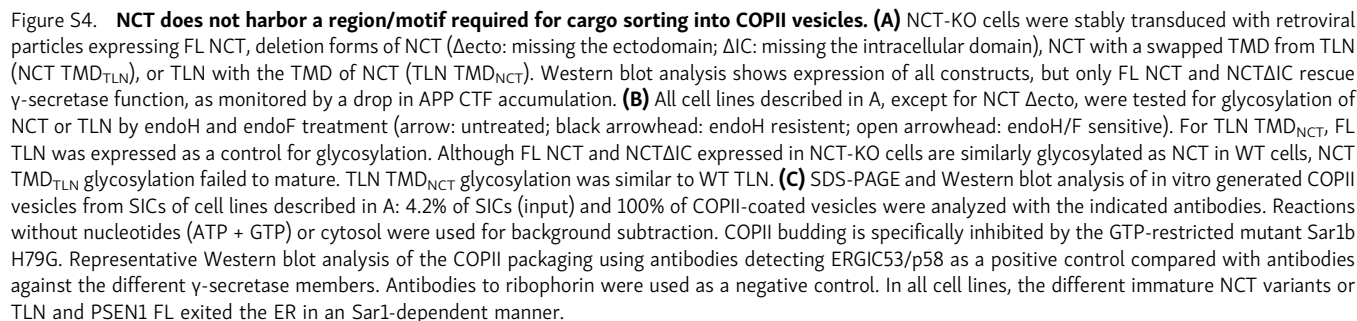 Figure S4. NCT does not harbor a region/motif required for cargo sorting into COPII vesicles. (A) NCT-KO cells were stably transduced with retroviral
particles expressing FL NCT, deletion forms of NCT (Δecto: missing the ectodomain; ΔIC: missing the intracellular domain), NCT with a swapped TMD from TLN
(NCT TMD_TLN), or TLN with the TMD of NCT (TLN TMD_NCT). Western blot analysis shows expression of all constructs, but only FL NCT and NCTΔIC rescue
γ-secretase function, as monitored by a drop in APP CTF accumulation. (B) All cell lines described in A, except for NCT Δecto, were tested for glycosylation of
NCT or TLN by endoH and endoF treatment (arrow: untreated; black arrowhead: endoH resistent; open arrowhead: endoH/F sensitive). For TLN TMD_NCT, FL
TLN was expressed as a control for glycosylation. Although FL NCT and NCTΔIC expressed in NCT-KO cells are similarly glycosylated as NCT in WT cells, NCT
TMD_TLN glycosylation failed to mature. TLN TMD_NCT glycosylation was similar to WT TLN. (C) SDS-PAGE and Western blot analysis of in vitro generated COPII
vesicles from SICs of cell lines described in A: 4.2% of SICs (input) and 100% of COPII-coated vesicles were analyzed with the indicated antibodies. Reactions
without nucleotides (ATP + GTP) or cytosol were used for background subtraction. COPII budding is specifically inhibited by the GTP-restricted mutant Sar1b
H79G. Representative Western blot analysis of the COPII packaging using antibodies detecting ERGIC53/p58 as a positive control compared with antibodies
against the different γ-secretase members. Antibodies to ribophorin were used as a negative control. In all cell lines, the different immature NCT variants or
TLN and PSEN1 FL exited the ER in an Sar1-dependent manner.